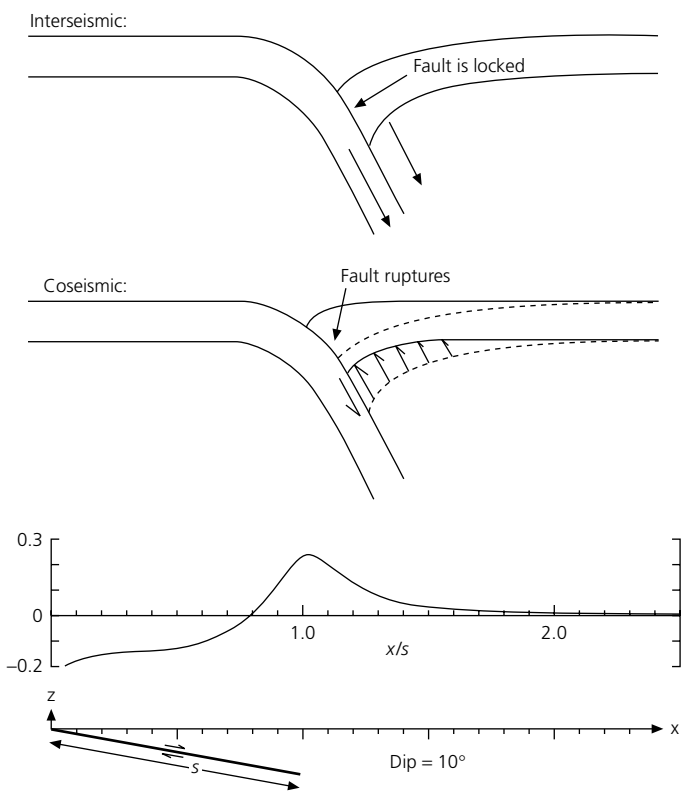 Interseismic:
Fault is locked
Coseismic:
Fault ruptures
0.3
0
–0.2
1.0
2.0
x/s
z
x
s
Dip = 10°